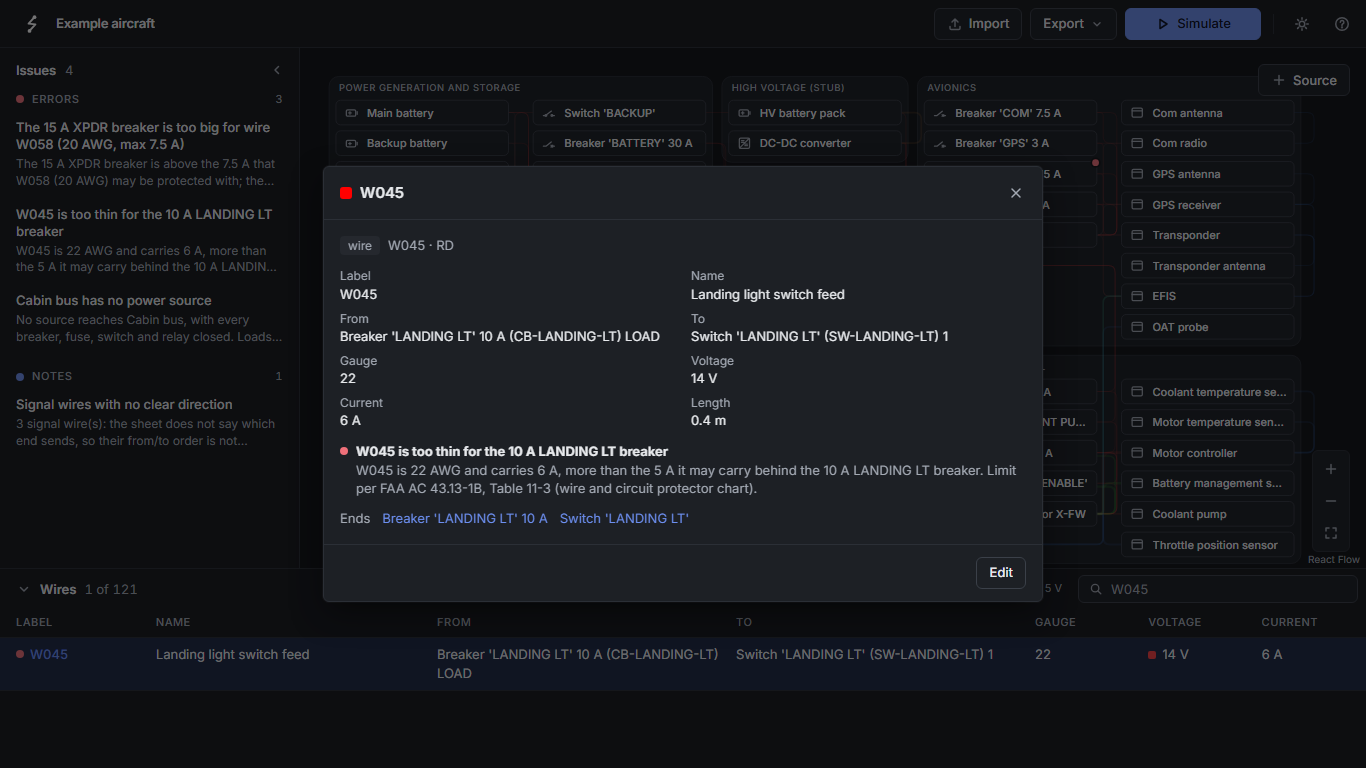 Example aircraft
Import
Export
Simulate
Issues 4
ERRORS 3
The 15 A XPDR breaker is too big for wire
W058 (20 AWG, max 7.5 A)
The 15 A XPDR breaker is above the 7.5 A that
W058 (20 AWG) may be protected with; the...
W045 is too thin for the 10 A LANDING LT
breaker
W045 is 22 AWG and carries 6 A, more than
the 5 A it may carry behind the 10 A LANDIN...
Cabin bus has no power source
No source reaches Cabin bus, with every
breaker, fuse, switch and relay closed. Loads...
NOTES 1
Signal wires with no clear direction
3 signal wire(s): the sheet does not say which
end sends, so their from/to order is not...
Source
POWER GENERATION AND STORAGE
Main battery
Switch 'BACKUP'
Backup battery
Breaker 'BATTERY' 30 A
HIGH VOLTAGE (STUB)
HV battery pack
DC-DC converter
AVIONICS
Breaker 'COM' 7.5 A
Com antenna
Breaker 'GPS' 3 A
Com radio
5 A
GPS antenna
A
GPS receiver
Transponder
Transponder antenna
EFIS
OAT probe
A
Coolant temperature se...
NT PU...
Motor temperature sen...
A
Motor controller
ENABLE'
Battery management s...
or X-FW
Coolant pump
Throttle position sensor
React Flow
W045
wire W045 · RD
Label
W045
Name
Landing light switch feed
From
Breaker 'LANDING LT' 10 A (CB-LANDING-LT) LOAD
To
Switch 'LANDING LT' (SW-LANDING-LT) 1
Gauge
22
Voltage
14 V
Current
6 A
Length
0.4 m
W045 is too thin for the 10 A LANDING LT breaker
W045 is 22 AWG and carries 6 A, more than the 5 A it may carry behind the 10 A LANDING LT breaker. Limit
per FAA AC 43.13-1B, Table 11-3 (wire and circuit protector chart).
Ends Breaker 'LANDING LT' 10 A Switch 'LANDING LT'
Edit
Wires 1 of 121
5 V
W045
LABEL NAME FROM TO GAUGE VOLTAGE CURRENT
W045 Landing light switch feed Breaker 'LANDING LT' 10 A (CB-LANDING-LT) Switch 'LANDING LT' (SW-LANDING-LT) 1 22 14 V 6 A
LOAD